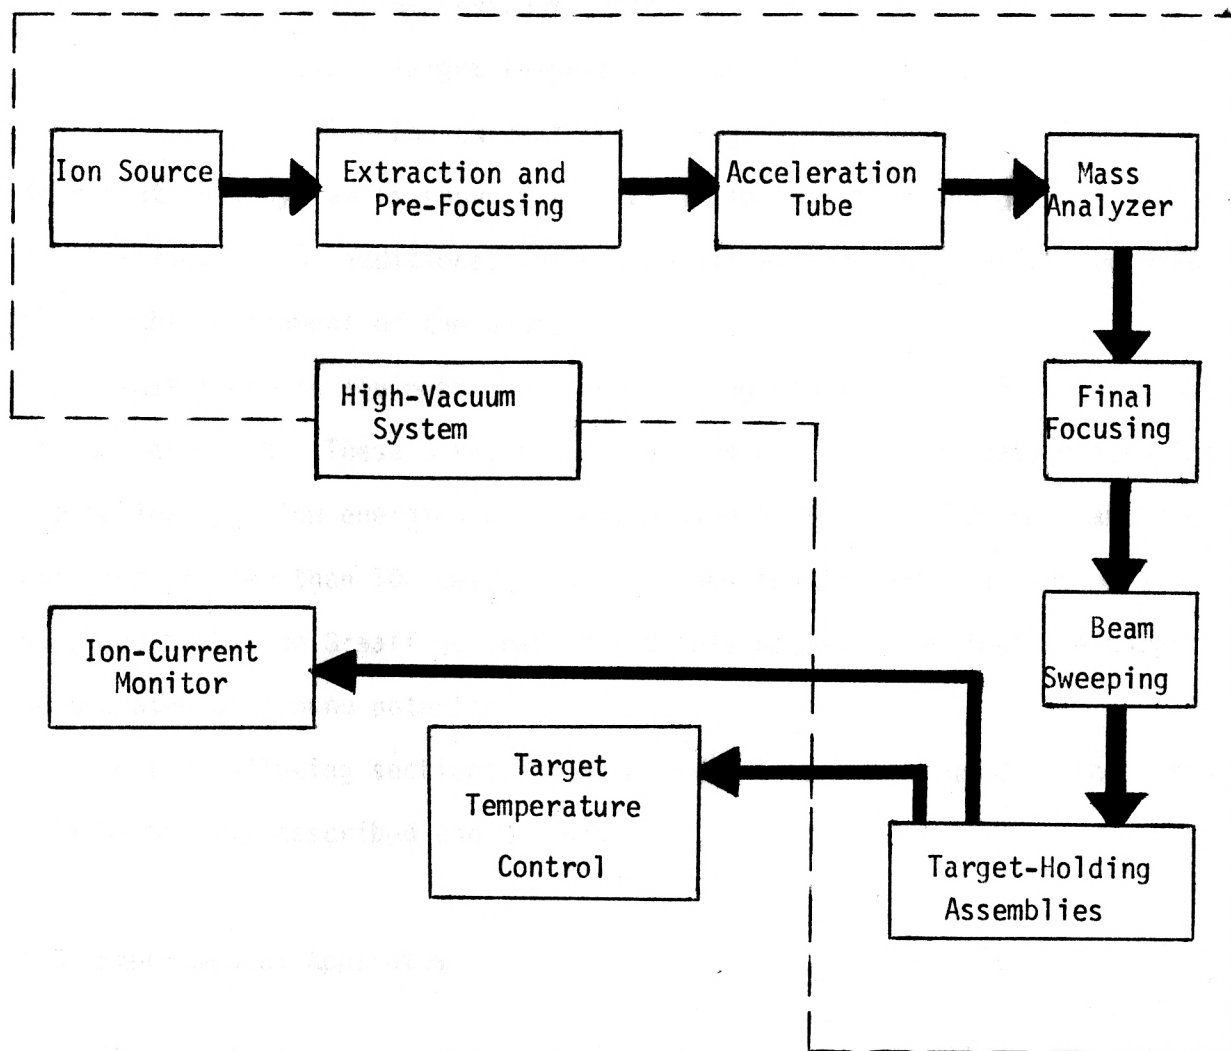 Ion Source
Extraction and
Pre-Focusing
Acceleration
Tube
Mass
Analyzer
High-Vacuum
System
Final
Focusing
Ion-Current
Monitor
Beam
Sweeping
Target
Temperature
Control
Target-Holding
Assemblies